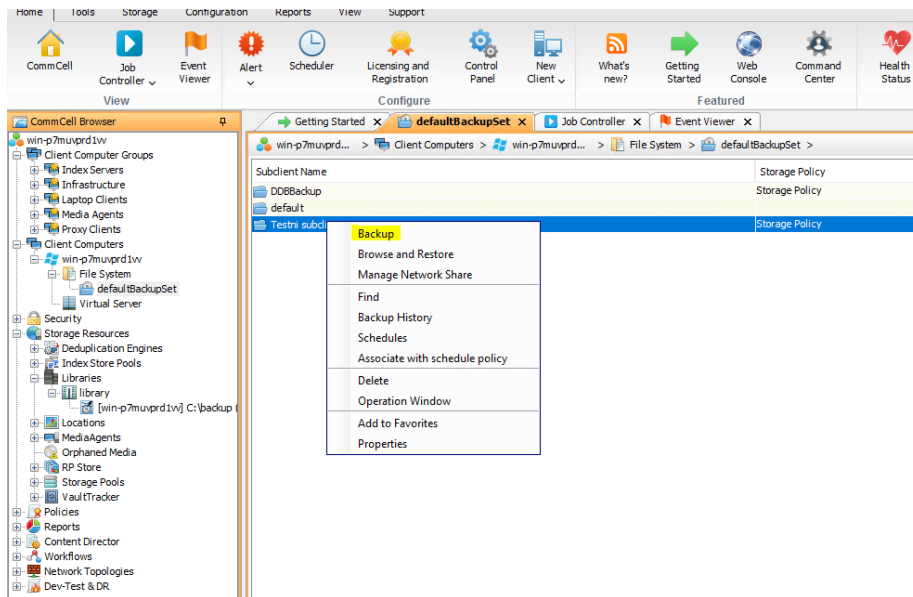 Home Tools Storage Configuration Reports View Support
CommCell
Job Controller
Event Viewer
Alert
Scheduler
Licensing and Registration
Control Panel
New Client
What's new?
Getting Started
Web Console
Command Center
Health Status
View Configure Featured
CommCell Browser
Getting Started defaultBackupSet Job Controller Event Viewer
win-p7muvprd1vv
Client Computer Groups
Index Servers
Infrastructure
Laptop Clients
Media Agents
Proxy Clients
Client Computers
win-p7muvprd1vv
File System
defaultBackupSet
Virtual Server
Security
Storage Resources
Deduplication Engines
Index Store Pools
Libraries
library
[win-p7muvprd1vv] C:\backup (
Locations
MediaAgents
Orphaned Media
RP Store
Storage Pools
VaultTracker
Policies
Reports
Content Director
Workflows
Network Topologies
Dev-Test & DR
win-p7muvprd... > Client Computers > win-p7muvprd... > File System > defaultBackupSet >
Subclient Name Storage Policy
DDBBackup Storage Policy
default
Testni subcli Storage Policy
Backup
Browse and Restore
Manage Network Share
Find
Backup History
Schedules
Associate with schedule policy
Delete
Operation Window
Add to Favorites
Properties